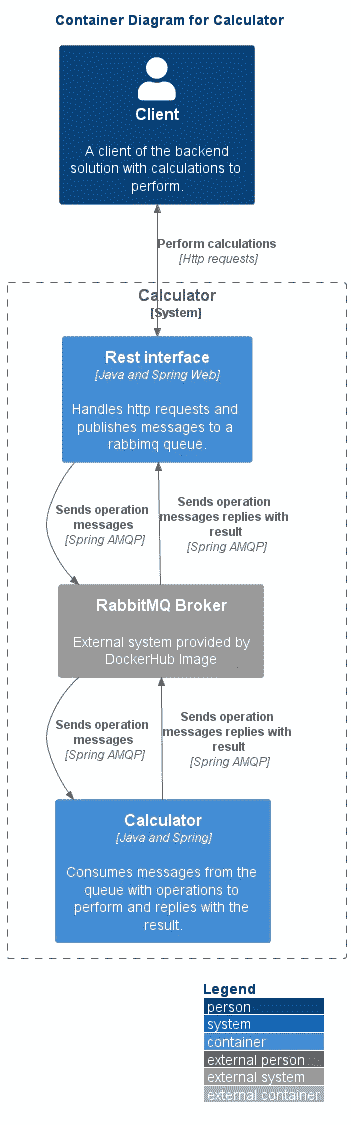 Container Diagram for Calculator
Client
A client of the backend
solution with calculations to
perform.
Perform calculations
[Http requests]
Calculator
[System]
Rest interface
[Java and Spring Web]
Handles http requests and
publishes messages to a
rabbimq queue.
Sends operation
messages
[Spring AMQP]
Sends operation
messages replies with
result
[Spring AMQP]
RabbitMQ Broker
External system provided by
DockerHub Image
Sends operation
messages
[Spring AMQP]
Sends operation
messages replies with
result
[Spring AMQP]
Calculator
[Java and Spring]
Consumes messages from the
queue with operations to
perform and replies with the
result.
Legend
person
system
container
external person
external system
external container